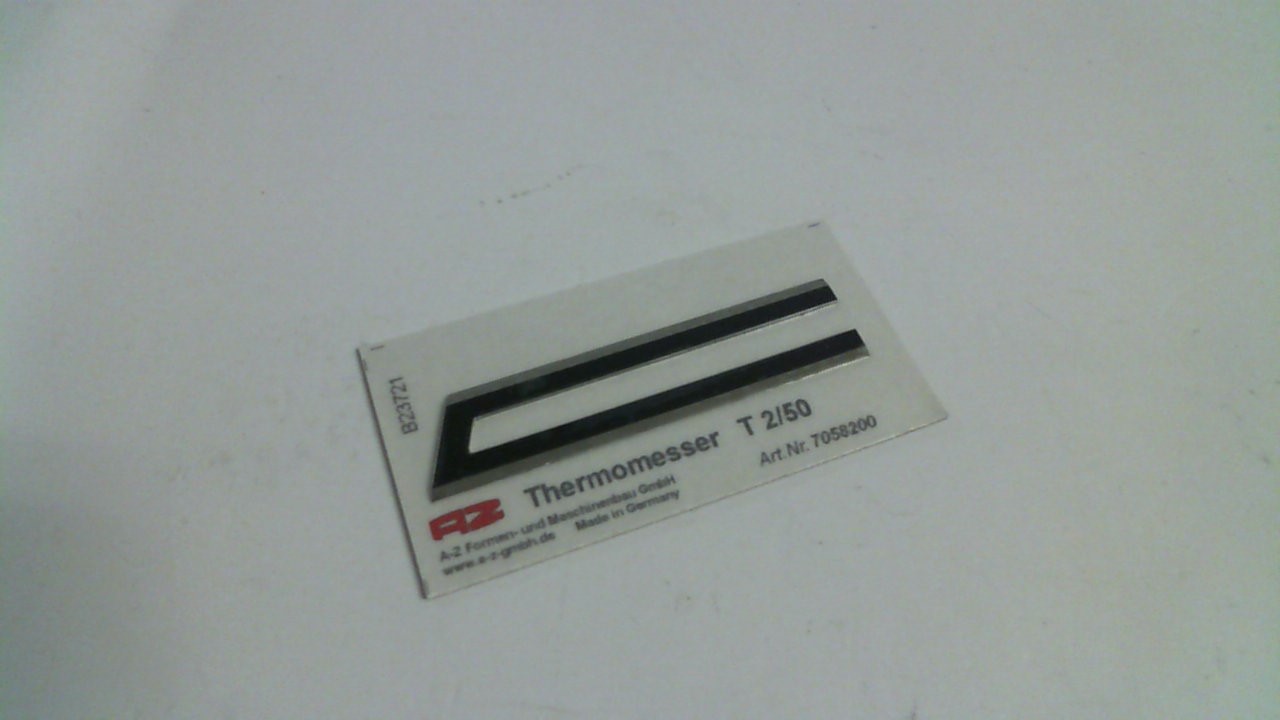 B23721
Thermomesser T 2/50
AZ
Art.Nr. 7058200
A-Z Formen- und Maschinenbau GmbH
www.a-z-gmbh.de Made in Germany